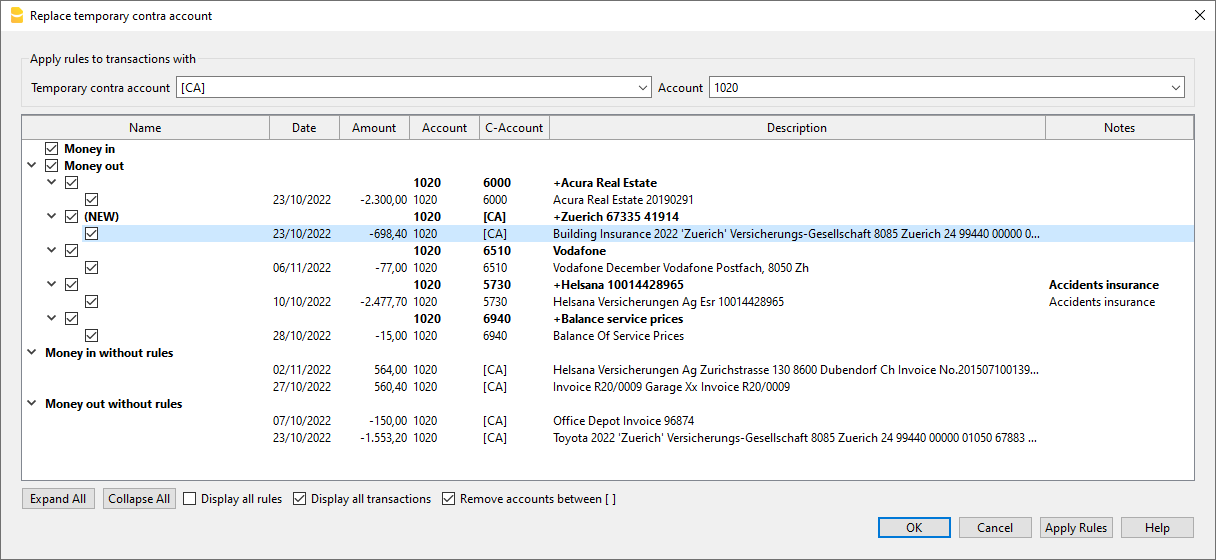 Replace temporary contra account
Apply rules to transactions with
Temporary contra account [CA] Account 1020
Name Date Amount Account C-Account Description Notes
Money in
Money out
1020 6000 +Acura Real Estate
23/10/2022 -2.300,00 1020 6000 Acura Real Estate 20190291
(NEW) 1020 [CA] +Zuerich 67335 41914
23/10/2022 -698,40 1020 [CA] Building Insurance 2022 'Zuerich' Versicherungs-Gesellschaft 8085 Zuerich 24 99440 00000 0...
1020 6510 Vodafone
06/11/2022 -77,00 1020 6510 Vodafone December Vodafone Postfach, 8050 Zh
1020 5730 +Helsana 10014428965 Accidents insurance
10/10/2022 -2.477,70 1020 5730 Helsana Versicherungen Ag Esr 10014428965 Accidents insurance
1020 6940 +Balance service prices
28/10/2022 -15,00 1020 6940 Balance Of Service Prices
Money in without rules
02/11/2022 564,00 1020 [CA] Helsana Versicherungen Ag Zurichstrasse 130 8600 Dubendorf Ch Invoice No.201507100139...
27/10/2022 560,40 1020 [CA] Invoice R20/0009 Garage Xx Invoice R20/0009
Money out without rules
07/10/2022 -150,00 1020 [CA] Office Depot Invoice 96874
23/10/2022 -1.553,20 1020 [CA] Toyota 2022 'Zuerich' Versicherungs-Gesellschaft 8085 Zuerich 24 99440 00000 01050 67883 ...
Expand All Collapse All Display all rules Display all transactions Remove accounts between [ ]
OK Cancel Apply Rules Help